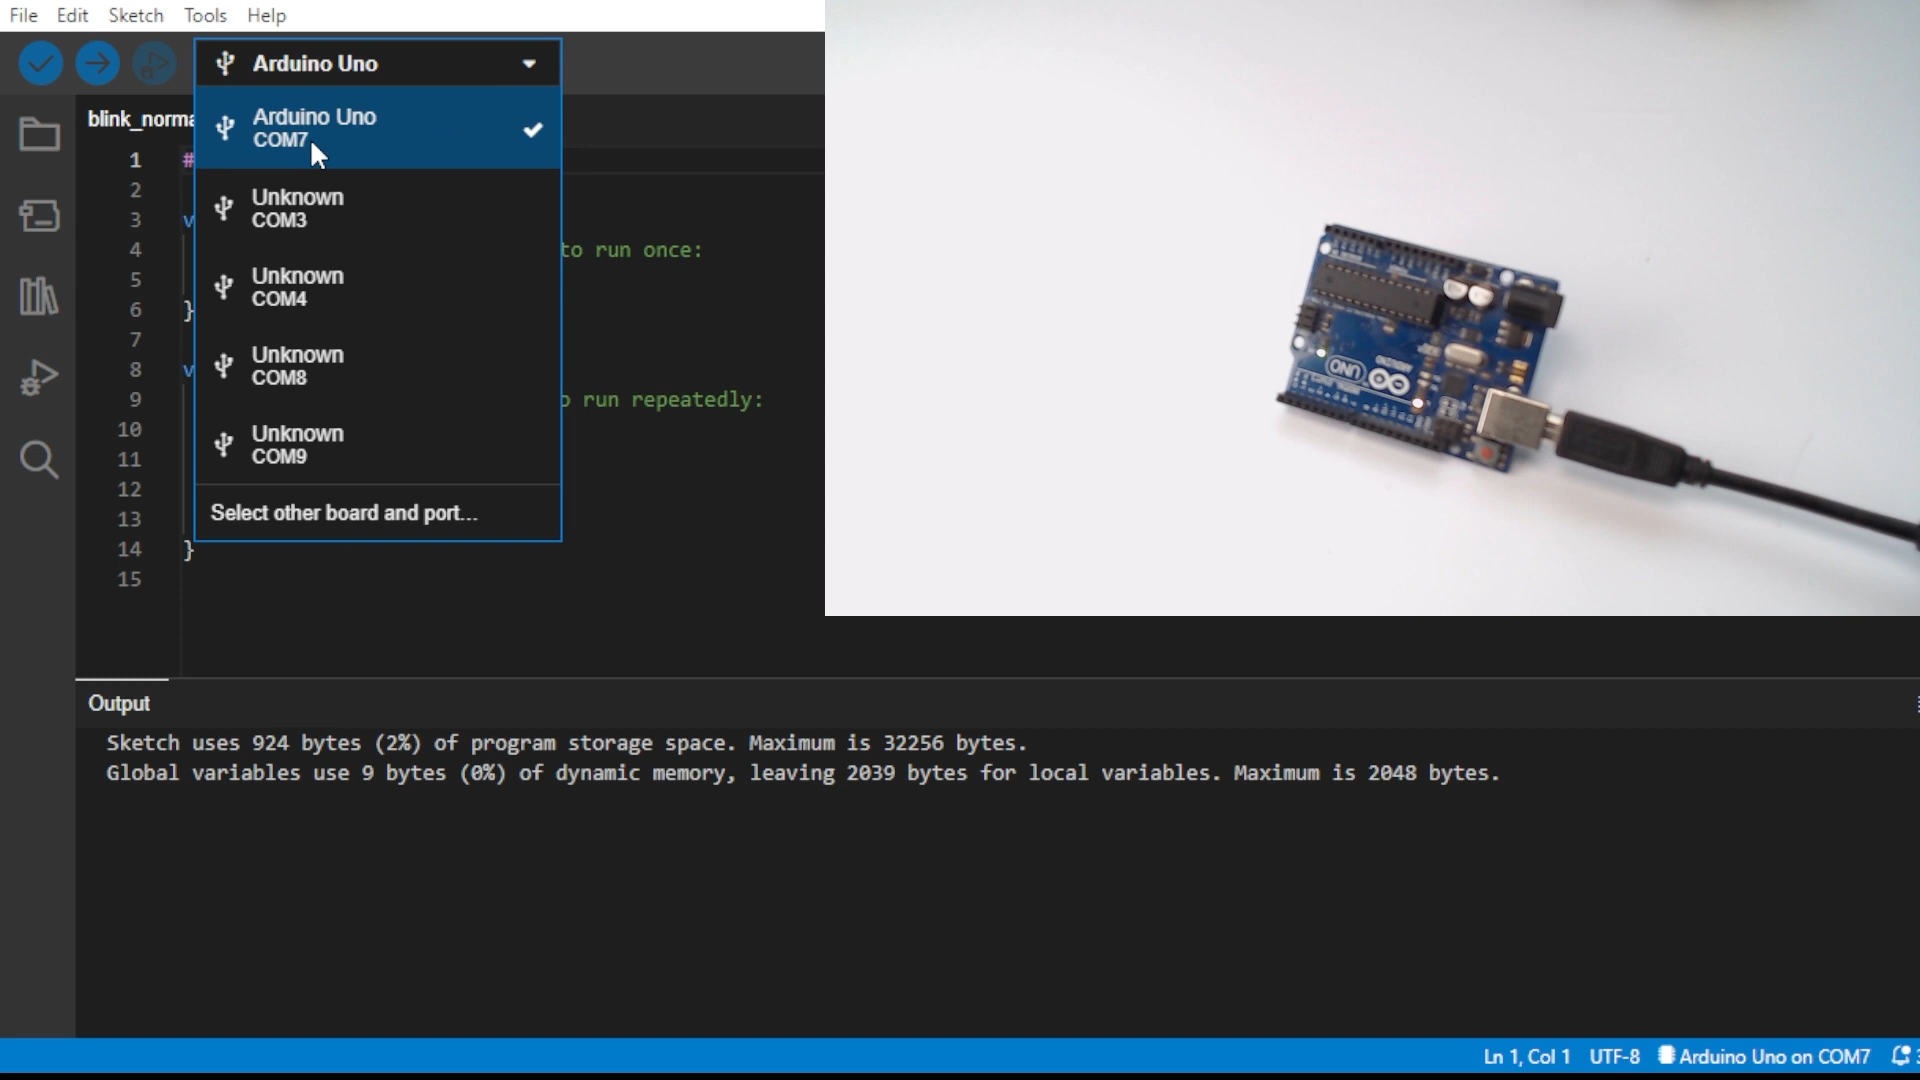 File Edit Sketch Tools Help
Arduino Uno
blink_norma
Arduino Uno
COM7
Unknown
COM3
Unknown
COM4
Unknown
COM8
Unknown
COM9
Select other board and port...
1 #
2
3 v
4 to run once:
5
6 }
7
8 v
9 o run repeatedly:
10
11
12
13
14 }
15
UNO
ARDUINO
Output
Sketch uses 924 bytes (2%) of program storage space. Maximum is 32256 bytes.
Global variables use 9 bytes (0%) of dynamic memory, leaving 2039 bytes for local variables. Maximum is 2048 bytes.
Ln 1, Col 1 UTF-8 Arduino Uno on COM7 3